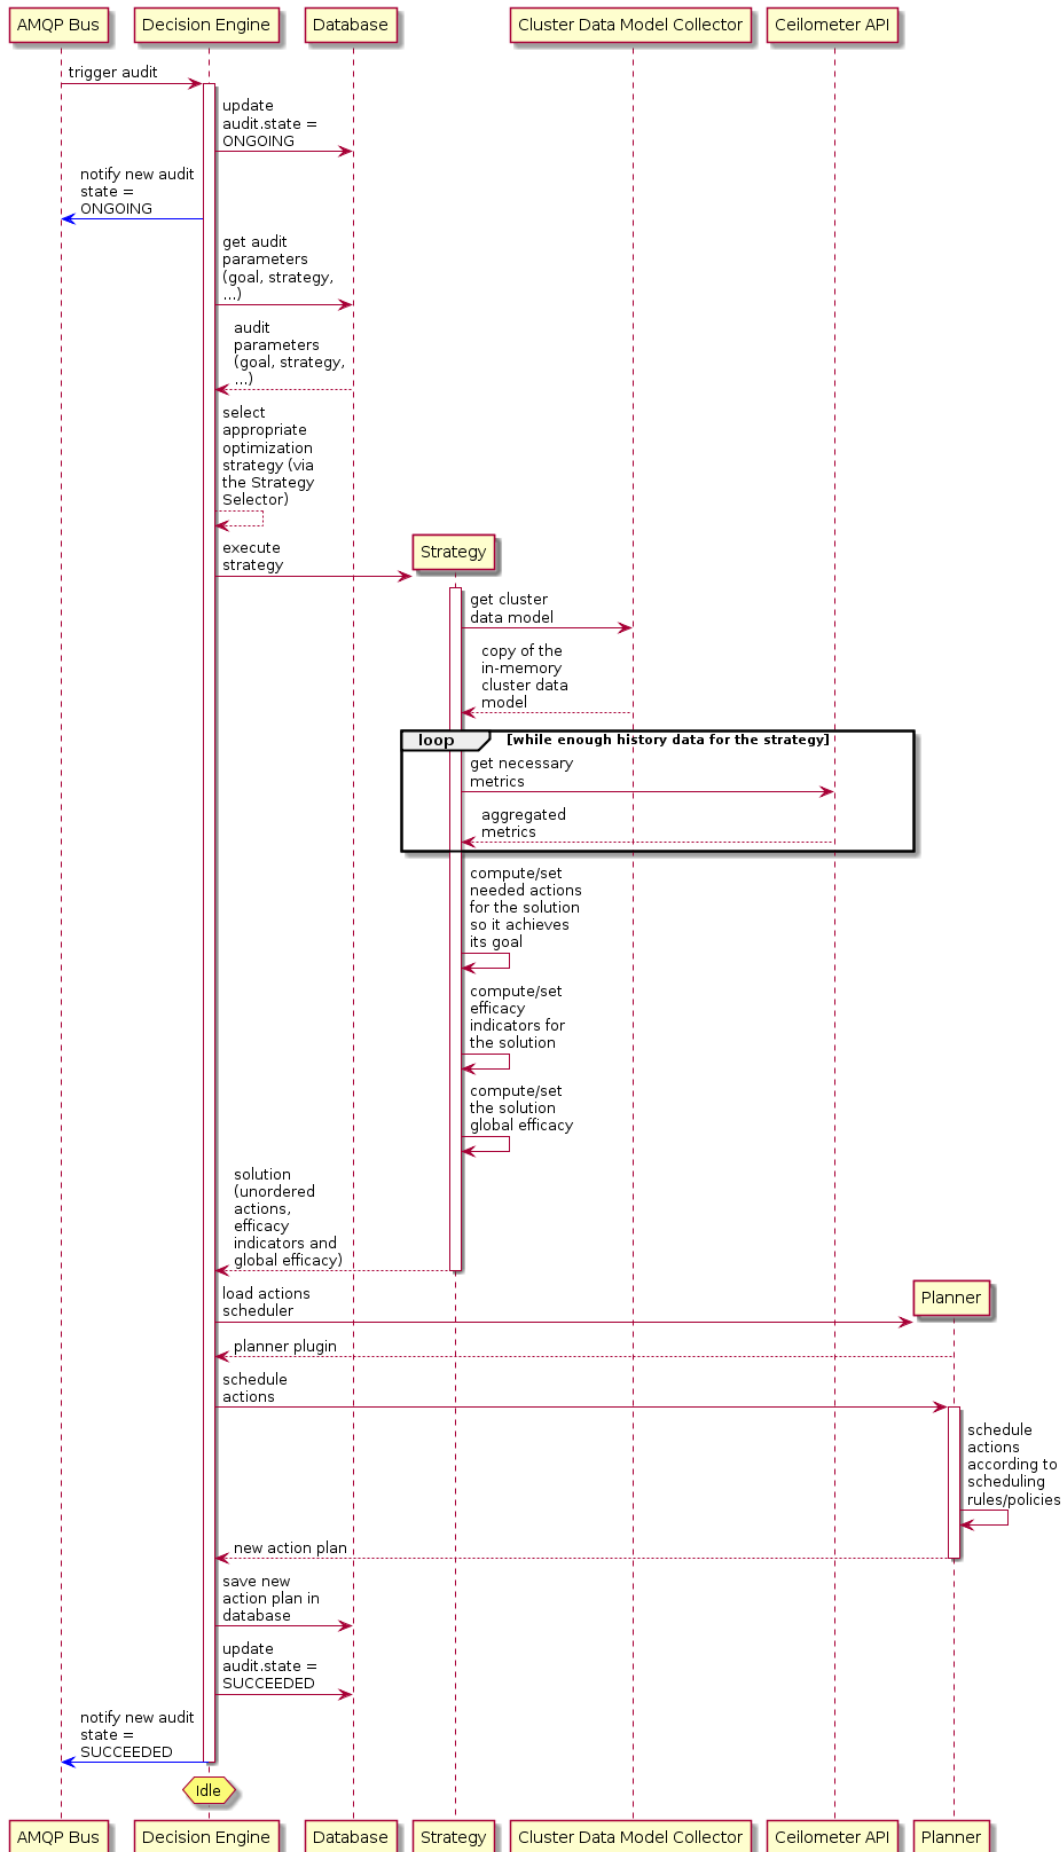 AMQP Bus
Decision Engine
Database
Cluster Data Model Collector
Ceilometer API
trigger audit
update
audit.state =
ONGOING
notify new audit
state =
ONGOING
get audit
parameters
(goal, strategy,
...)
audit
parameters
(goal, strategy,
...)
select
appropriate
optimization
strategy (via
the Strategy
Selector)
execute
strategy
Strategy
get cluster
data model
copy of the
in-memory
cluster data
model
loop
[while enough history data for the strategy]
get necessary
metrics
aggregated
metrics
compute/set
needed actions
for the solution
so it achieves
its goal
compute/set
efficacy
indicators for
the solution
compute/set
the solution
global efficacy
solution
(unordered
actions,
efficacy
indicators and
global efficacy)
load actions
scheduler
Planner
planner plugin
schedule
actions
schedule
actions
according to
scheduling
rules/policies
new action plan
save new
action plan in
database
update
audit.state =
SUCCEEDED
notify new audit
state =
SUCCEEDED
Idle
AMQP Bus
Decision Engine
Database
Strategy
Cluster Data Model Collector
Ceilometer API
Planner